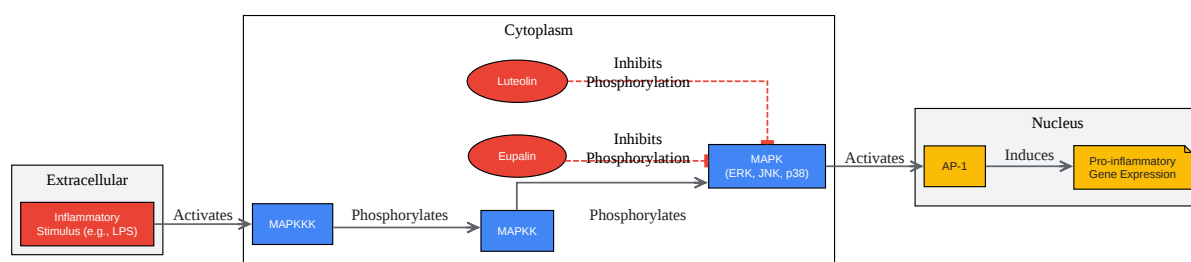 Cytoplasm
Luteolin
Inhibits
Phosphorylation
Eupalin
Inhibits
Phosphorylation
MAPK
(ERK, JNK, p38)
Activates
Nucleus
AP-1
Induces
Pro-inflammatory
Gene Expression
Extracellular
Inflammatory
Stimulus (e.g., LPS)
Activates
MAPKKK
Phosphorylates
MAPKK
Phosphorylates